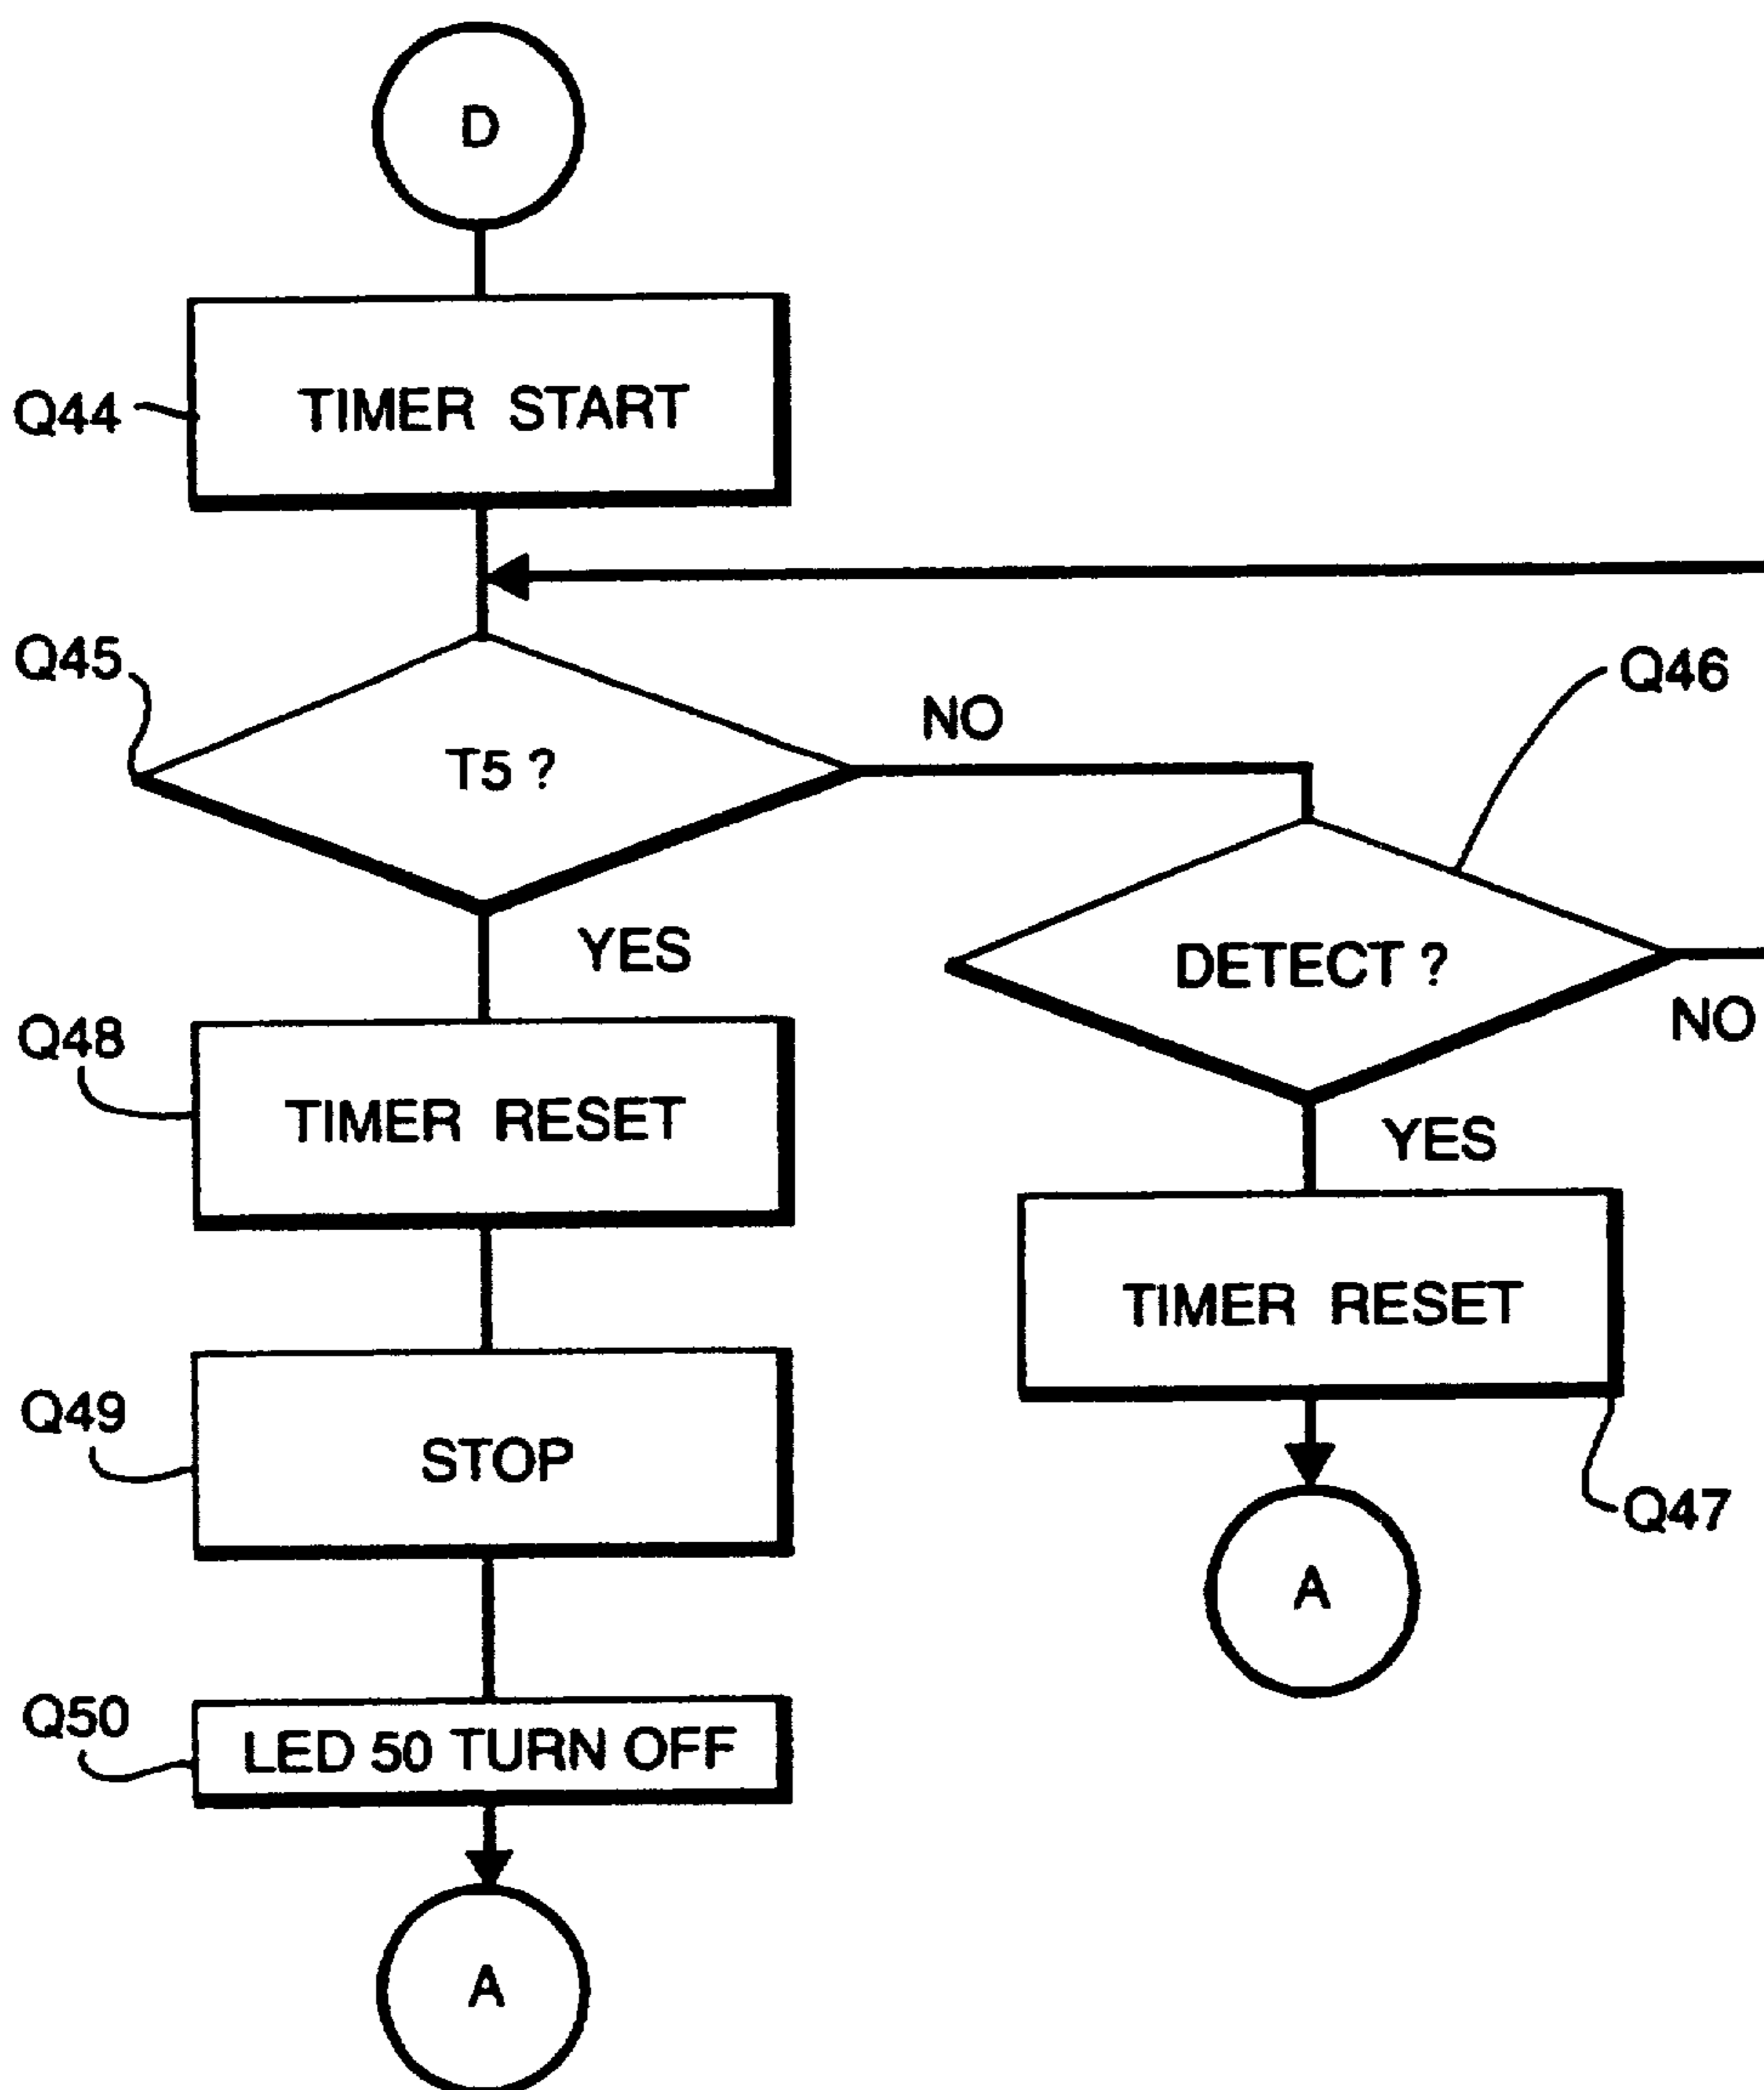 D
Q44
TIMER START
Q45
T5 ?
NO
Q46
YES
DETECT ?
NO
Q48
TIMER RESET
YES
TIMER RESET
Q49
STOP
Q47
A
Q50
LED 50 TURN OFF
A